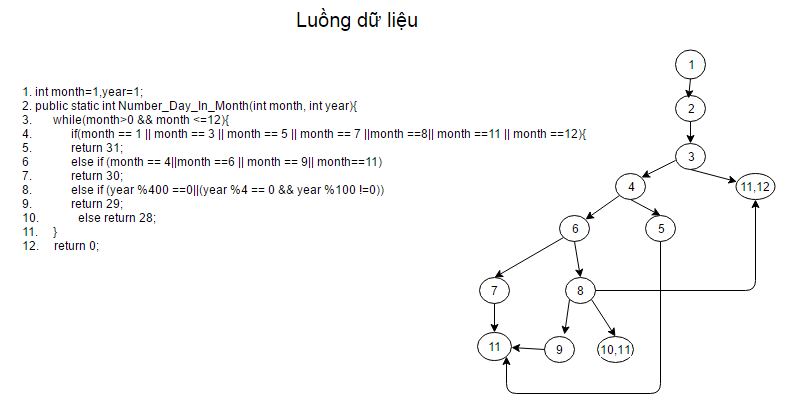 Luồng dữ liệu
1. int month=1,year=1;
2. public static int Number_Day_In_Month(int month, int year){
3. while(month>0 && month <=12){
4. if(month == 1 || month == 3 || month == 5 || month == 7 ||month ==8|| month ==11 || month ==12){
5. return 31;
6 else if (month == 4||month ==6 || month == 9|| month==11)
7. return 30;
8. else if (year %400 ==0||(year %4 == 0 && year %100 !=0))
9. return 29;
10. else return 28;
11. }
12. return 0;
1
2
3
4
11,12
6
5
7
8
11
9
10,11